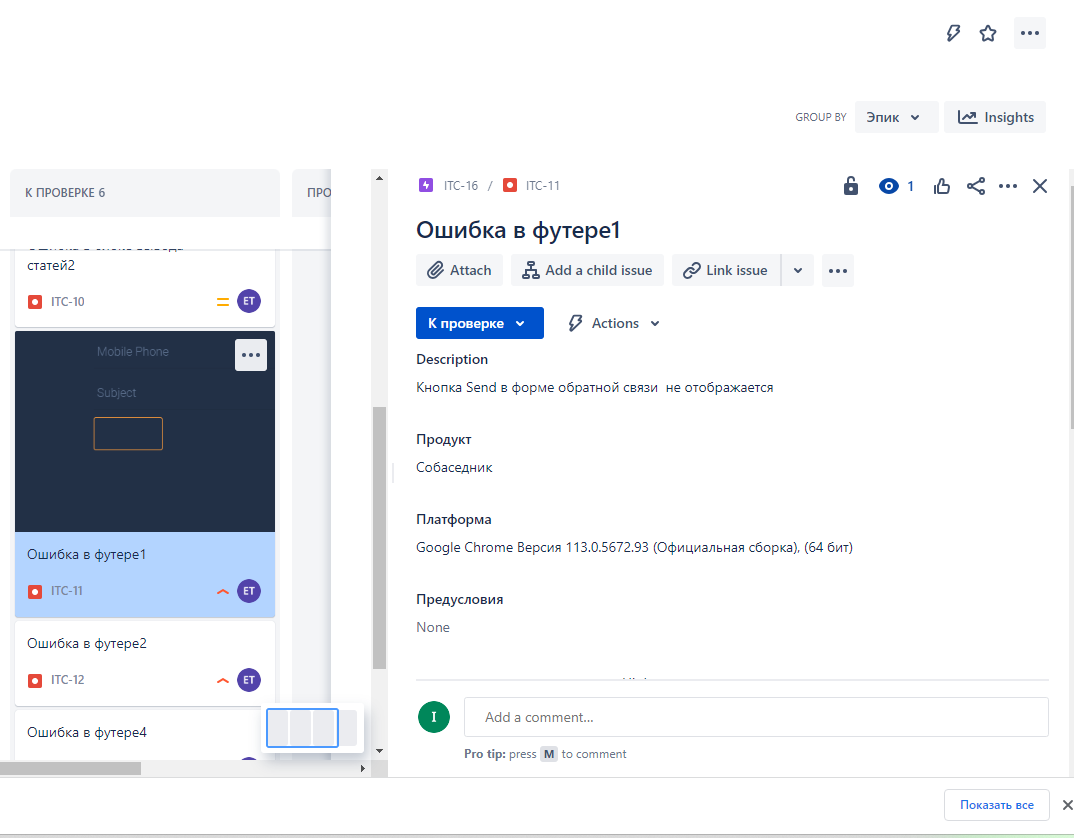 GROUP BY
Эпик
Insights
К ПРОВЕРКЕ 6
ПРО
статей2
ITC-10
ET
Mobile Phone
Subject
Ошибка в футере1
ITC-11
ET
Ошибка в футере2
ITC-12
ET
Ошибка в футере4
ITC-16 / ITC-11
1
Ошибка в футере1
Attach
Add a child issue
Link issue
К проверке
Actions
Description
Кнопка Send в форме обратной связи не отображается
Продукт
Собаседник
Платформа
Google Chrome Версия 113.0.5672.93 (Официальная сборка), (64 бит)
Предусловия
None
I
Add a comment...
Pro tip: press M to comment
Показать все